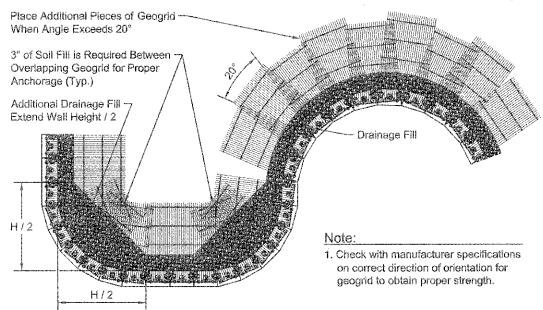 Place Additional Pieces of Geogrid
When Angle Exceeds 20°
3" of Soil Fill is Required Between
Overlapping Geogrid for Proper
Anchorage (Typ.)
Additional Drainage Fill
Extend Wall Height / 2
20°
Drainage Fill
H / 2
H / 2
Note:
1. Check with manufacturer specifications
on correct direction of orientation for
geogrid to obtain proper strength.